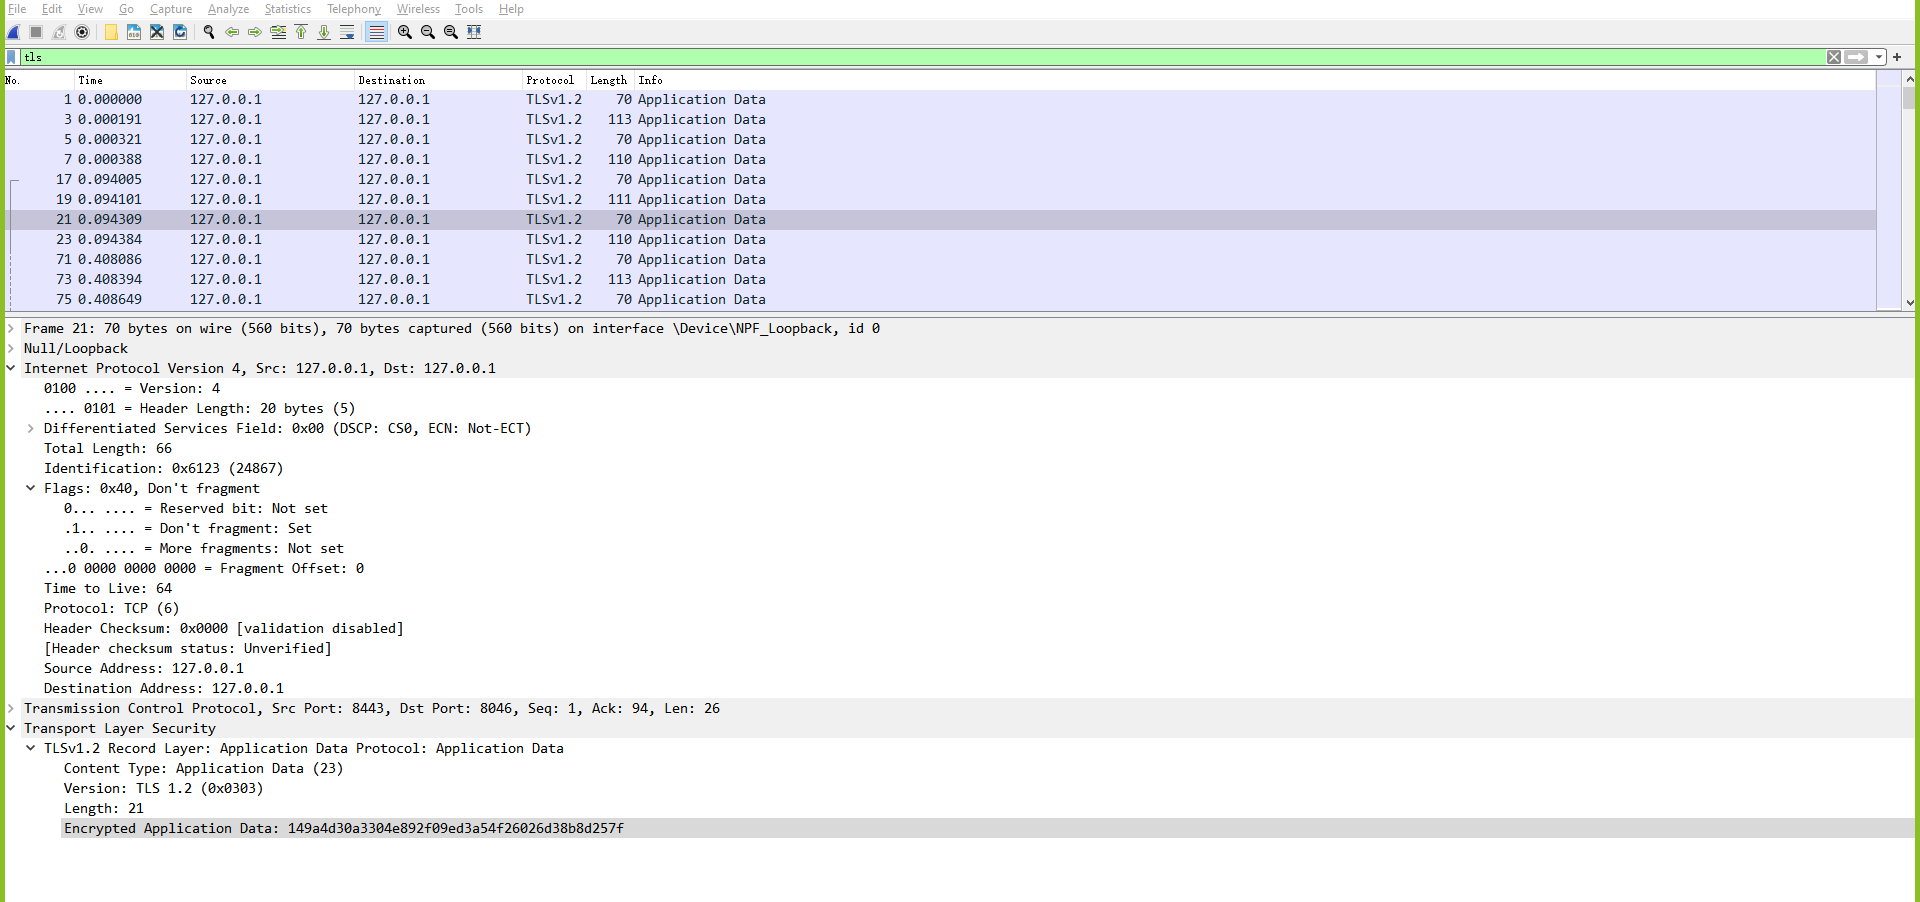 File Edit View Go Capture Analyze Statistics Telephony Wireless Tools Help
tls
No. Time Source Destination Protocol Length Info
1 0.000000 127.0.0.1 127.0.0.1 TLSv1.2 70 Application Data
3 0.000191 127.0.0.1 127.0.0.1 TLSv1.2 113 Application Data
5 0.000321 127.0.0.1 127.0.0.1 TLSv1.2 70 Application Data
7 0.000388 127.0.0.1 127.0.0.1 TLSv1.2 110 Application Data
17 0.094005 127.0.0.1 127.0.0.1 TLSv1.2 70 Application Data
19 0.094101 127.0.0.1 127.0.0.1 TLSv1.2 111 Application Data
21 0.094309 127.0.0.1 127.0.0.1 TLSv1.2 70 Application Data
23 0.094384 127.0.0.1 127.0.0.1 TLSv1.2 110 Application Data
71 0.408086 127.0.0.1 127.0.0.1 TLSv1.2 70 Application Data
73 0.408394 127.0.0.1 127.0.0.1 TLSv1.2 113 Application Data
75 0.408649 127.0.0.1 127.0.0.1 TLSv1.2 70 Application Data
Frame 21: 70 bytes on wire (560 bits), 70 bytes captured (560 bits) on interface \Device\NPF_Loopback, id 0
Null/Loopback
Internet Protocol Version 4, Src: 127.0.0.1, Dst: 127.0.0.1
0100 .... = Version: 4
.... 0101 = Header Length: 20 bytes (5)
Differentiated Services Field: 0x00 (DSCP: CS0, ECN: Not-ECT)
Total Length: 66
Identification: 0x6123 (24867)
Flags: 0x40, Don't fragment
0... .... = Reserved bit: Not set
.1.. .... = Don't fragment: Set
..0. .... = More fragments: Not set
...0 0000 0000 0000 = Fragment Offset: 0
Time to Live: 64
Protocol: TCP (6)
Header Checksum: 0x0000 [validation disabled]
[Header checksum status: Unverified]
Source Address: 127.0.0.1
Destination Address: 127.0.0.1
Transmission Control Protocol, Src Port: 8443, Dst Port: 8046, Seq: 1, Ack: 94, Len: 26
Transport Layer Security
TLSv1.2 Record Layer: Application Data Protocol: Application Data
Content Type: Application Data (23)
Version: TLS 1.2 (0x0303)
Length: 21
Encrypted Application Data: 149a4d30a3304e892f09ed3a54f26026d38b8d257f